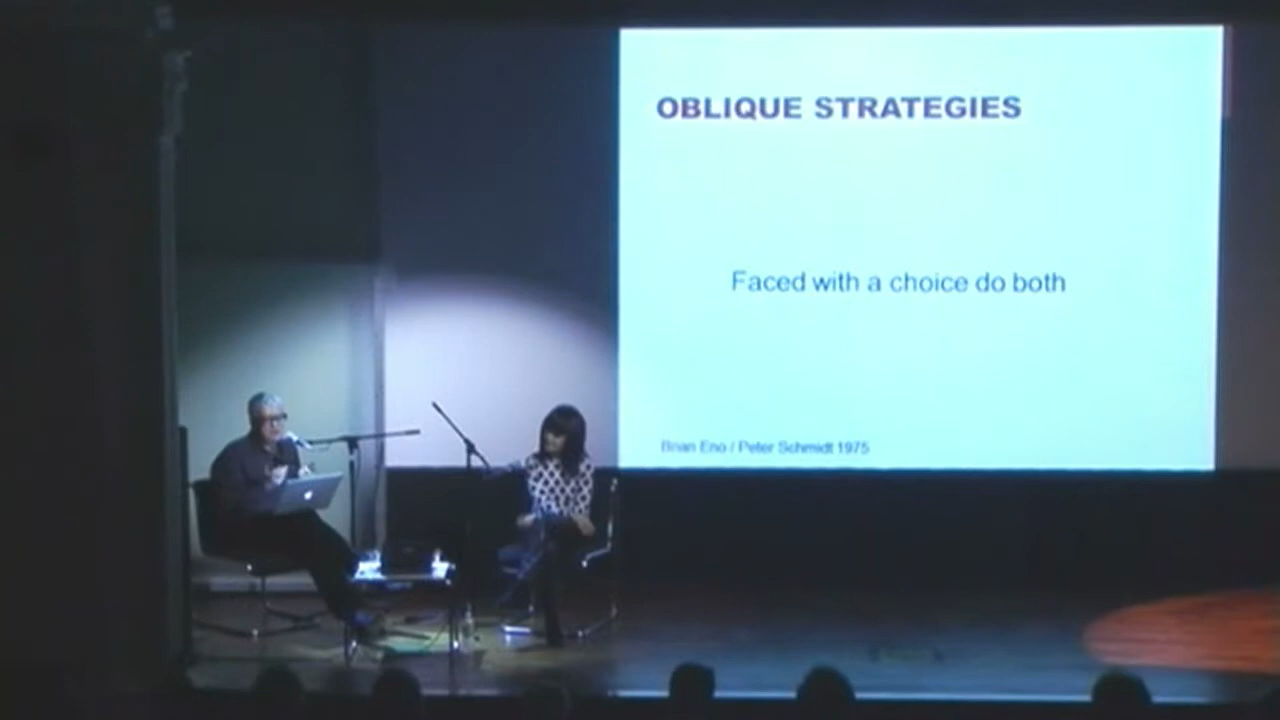 OBLIQUE STRATEGIES
Faced with a choice do both
Brian Eno / Peter Schmidt 1975